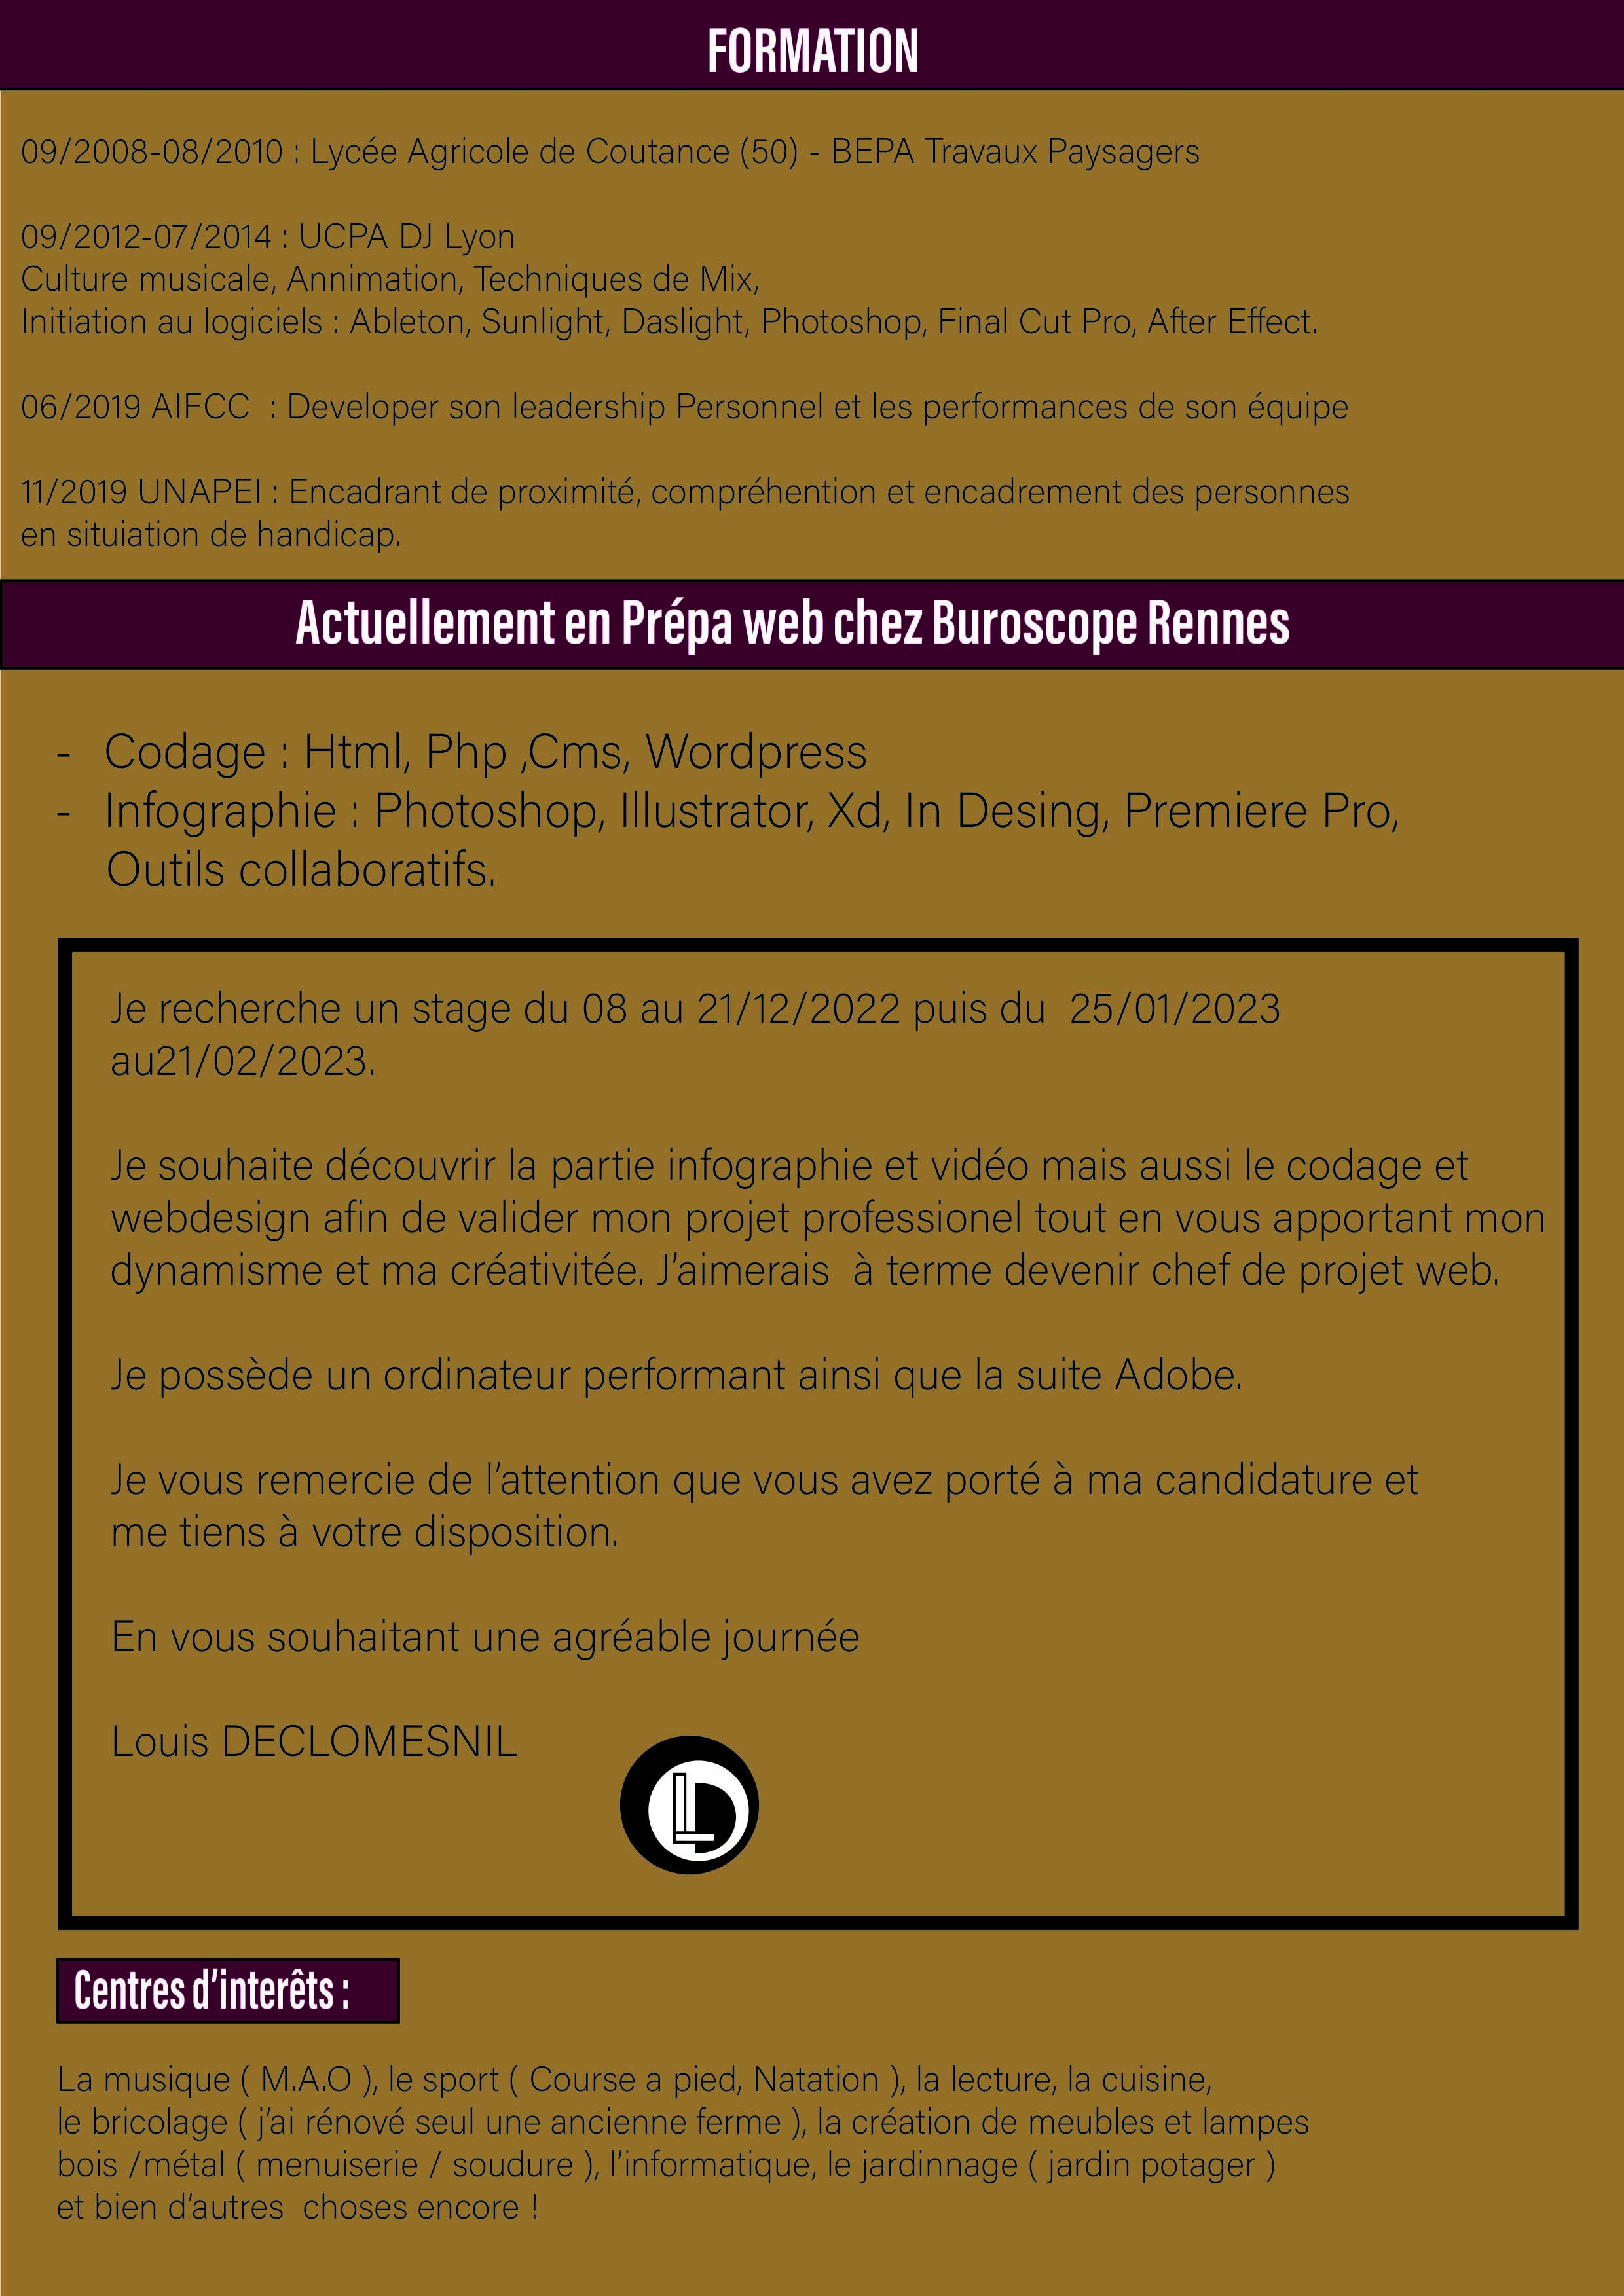 FORMATION
09/2008-08/2010 : Lycée Agricole de Coutance (50) - BEPA Travaux Paysagers
09/2012-07/2014 : UCPA DJ Lyon
Culture musicale, Annimation, Techniques de Mix,
Initiation au logiciels : Ableton, Sunlight, Daslight, Photoshop, Final Cut Pro, After Effect.
06/2019 AIFCC  : Developer son leadership Personnel et les performances de son équipe
11/2019 UNAPEI : Encadrant de proximité, compréhention et encadrement des personnes
en situiation de handicap.
Actuellement en Prépa web chez Buroscope Rennes
- Codage : Html, Php ,Cms, Wordpress
- Infographie : Photoshop, Illustrator, Xd, In Desing, Premiere Pro,
Outils collaboratifs.
Je recherche un stage du 08 au 21/12/2022 puis du  25/01/2023
au21/02/2023.
Je souhaite découvrir la partie infographie et vidéo mais aussi le codage et
webdesign afin de valider mon projet professionel tout en vous apportant mon
dynamisme et ma créativitée. J’aimerais  à terme devenir chef de projet web.
Je possède un ordinateur performant ainsi que la suite Adobe.
Je vous remercie de l’attention que vous avez porté à ma candidature et
me tiens à votre disposition.
En vous souhaitant une agréable journée
Louis DECLOMESNIL
LD
Centres d’interêts :
La musique ( M.A.O ), le sport ( Course a pied, Natation ), la lecture, la cuisine,
le bricolage ( j’ai rénové seul une ancienne ferme ), la création de meubles et lampes
bois /métal ( menuiserie / soudure ), l’informatique, le jardinnage ( jardin potager )
et bien d’autres  choses encore !